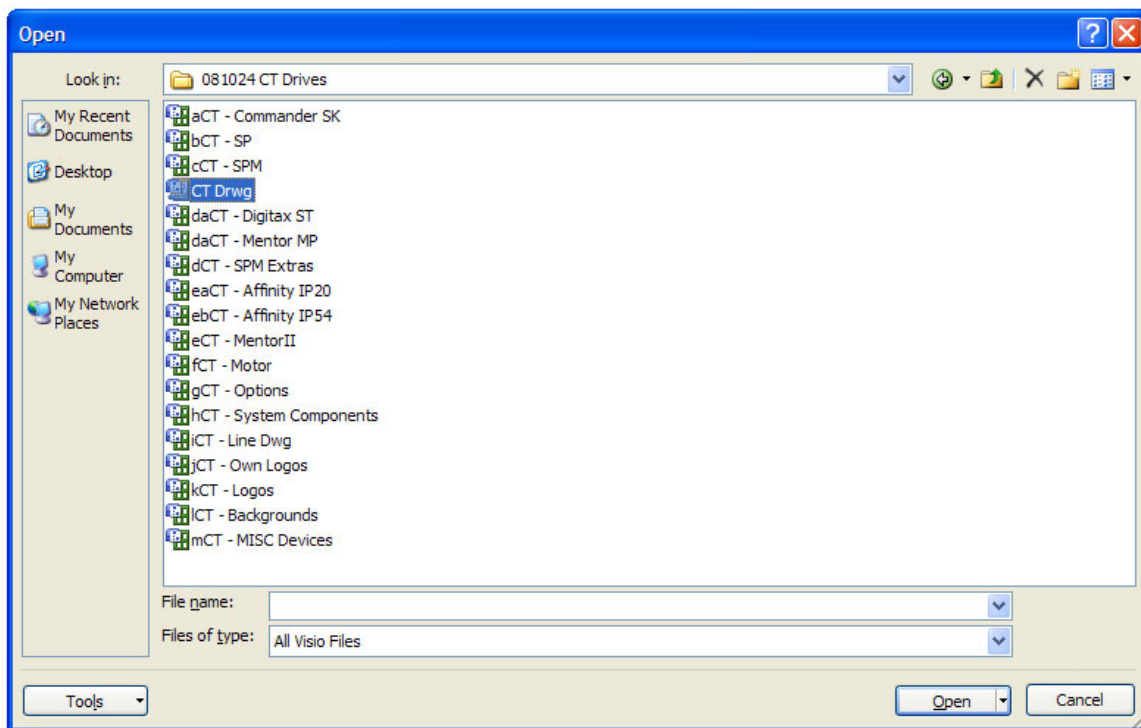 Open
Look in:
081024 CT Drives
My Recent
Documents
Desktop
My
Documents
My
Computer
My Network
Places
aCT - Commander SK
bCT - SP
cCT - SPM
CT Drwg
daCT - Digitax ST
daCT - Mentor MP
dCT - SPM Extras
eaCT - Affinity IP20
ebCT - Affinity IP54
eCT - MentorII
fCT - Motor
gCT - Options
hCT - System Components
iCT - Line Dwg
jCT - Own Logos
kCT - Logos
lCT - Backgrounds
mCT - MISC Devices
File name:
Files of type:
All Visio Files
Tools
Open
Cancel